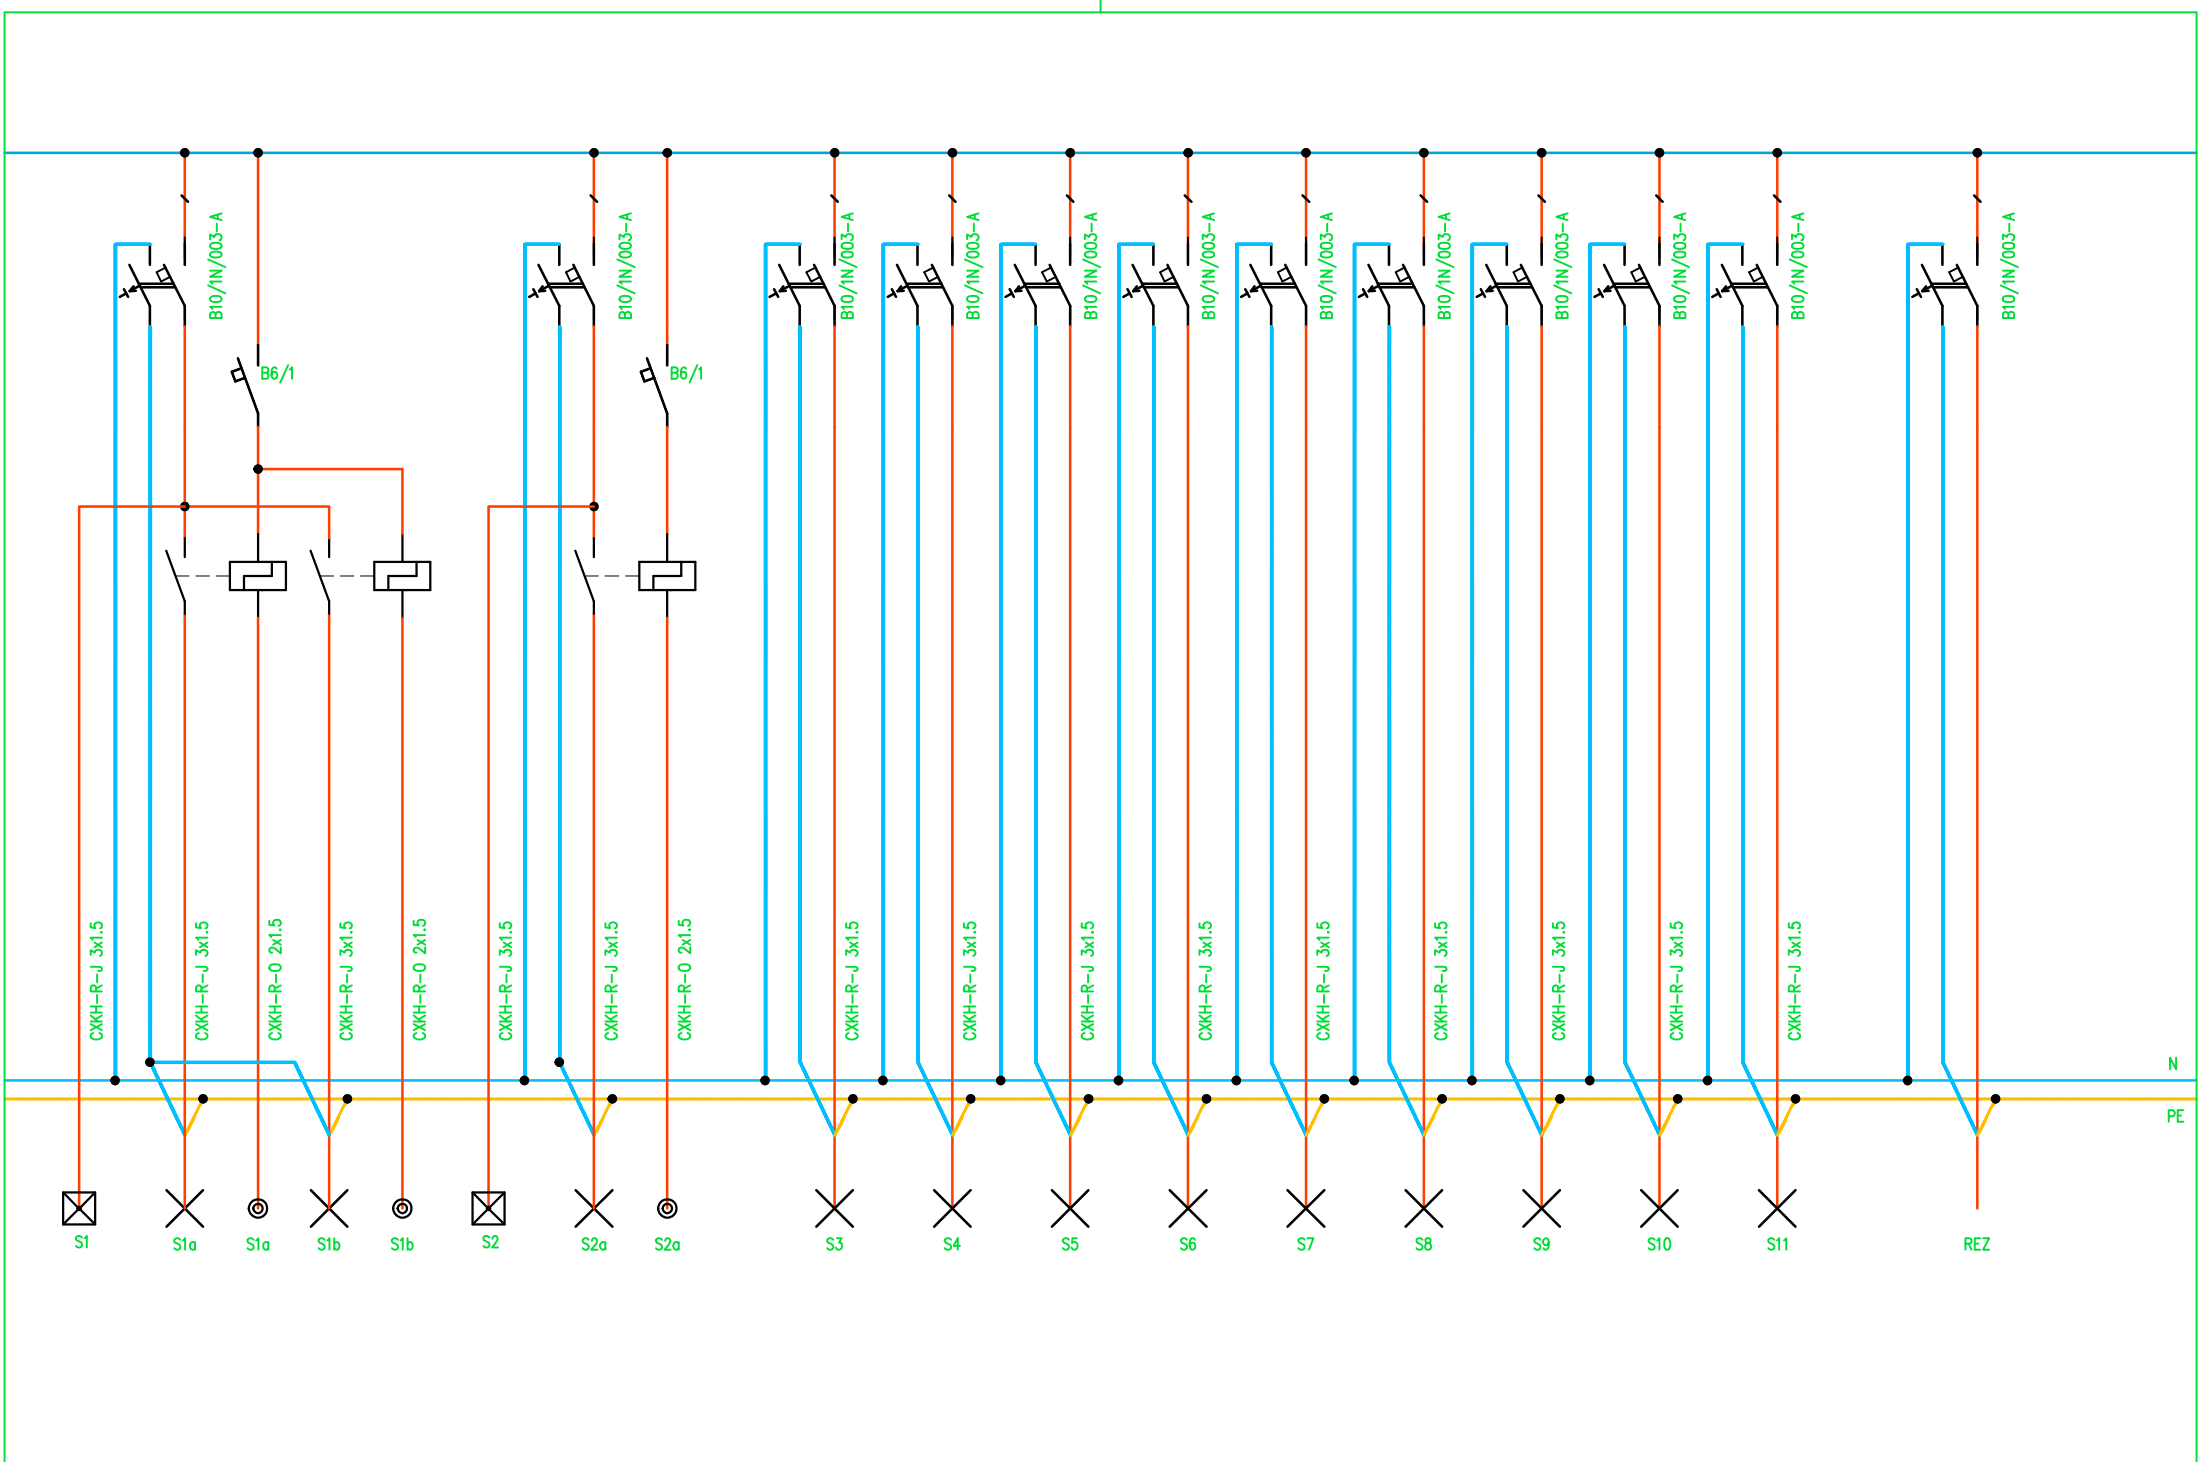 B10/1N/003-A
B10/1N/003-A
B10/1N/003-A
B10/1N/003-A
B10/1N/003-A
B10/1N/003-A
B10/1N/003-A
B10/1N/003-A
B10/1N/003-A
B10/1N/003-A
B10/1N/003-A
B10/1N/003-A
B6/1
B6/1
CXKH-R-J 3x1.5
CXKH-R-J 3x1.5
CXKH-R-O 2x1.5
CXKH-R-J 3x1.5
CXKH-R-O 2x1.5
CXKH-R-J 3x1.5
CXKH-R-J 3x1.5
CXKH-R-O 2x1.5
CXKH-R-J 3x1.5
CXKH-R-J 3x1.5
CXKH-R-J 3x1.5
CXKH-R-J 3x1.5
CXKH-R-J 3x1.5
CXKH-R-J 3x1.5
CXKH-R-J 3x1.5
CXKH-R-J 3x1.5
CXKH-R-J 3x1.5
N
PE
S1
S1a
S1a
S1b
S1b
S2
S2a
S2a
S3
S4
S5
S6
S7
S8
S9
S10
S11
REZ